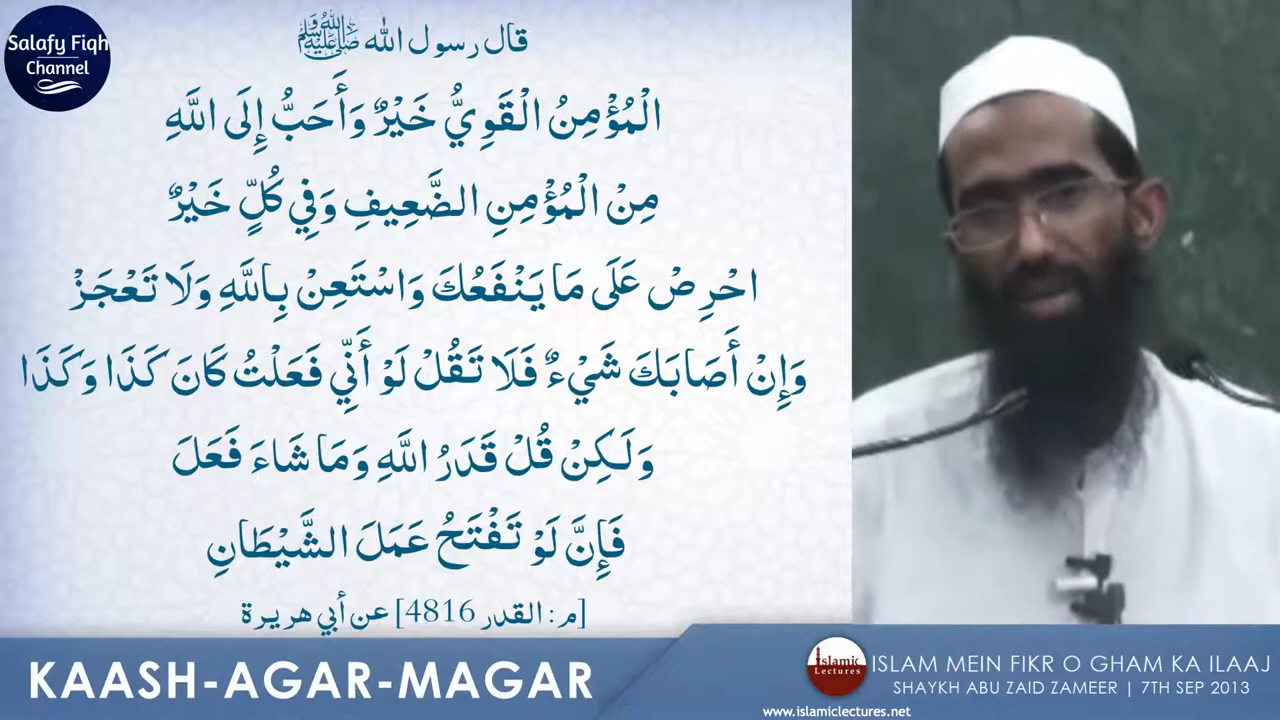 Salafy Fiqh
Channel
قال رسول الله ﷺ
الْمُؤْمِنُ الْقَوِيُّ خَيْرٌ وَأَحَبُّ إِلَى اللَّهِ
مِنْ الْمُؤْمِنِ الضَّعِيفِ وَفِي كُلٍّ خَيْرٌ
احْرِصْ عَلَى مَا يَنْفَعُكَ وَاسْتَعِنْ بِاللَّهِ وَلَا تَعْجَزْ
وَإِنْ أَصَابَكَ شَيْءٌ فَلَا تَقُلْ لَوْ أَنِّي فَعَلْتُ كَانَ كَذَا وَكَذَا
وَلَكِنْ قُلْ قَدَرُ اللَّهِ وَمَا شَاءَ فَعَلَ
فَإِنَّ لَوْ تَفْتَحُ عَمَلَ الشَّيْطَانِ
[م: القدر 4816] عن أبي هريرة
KAASH-AGAR-MAGAR
Islamic
Lectures
ISLAM MEIN FIKR O GHAM KA ILAAJ
SHAYKH ABU ZAID ZAMEER | 7TH SEP 2013
www.islamiclectures.net